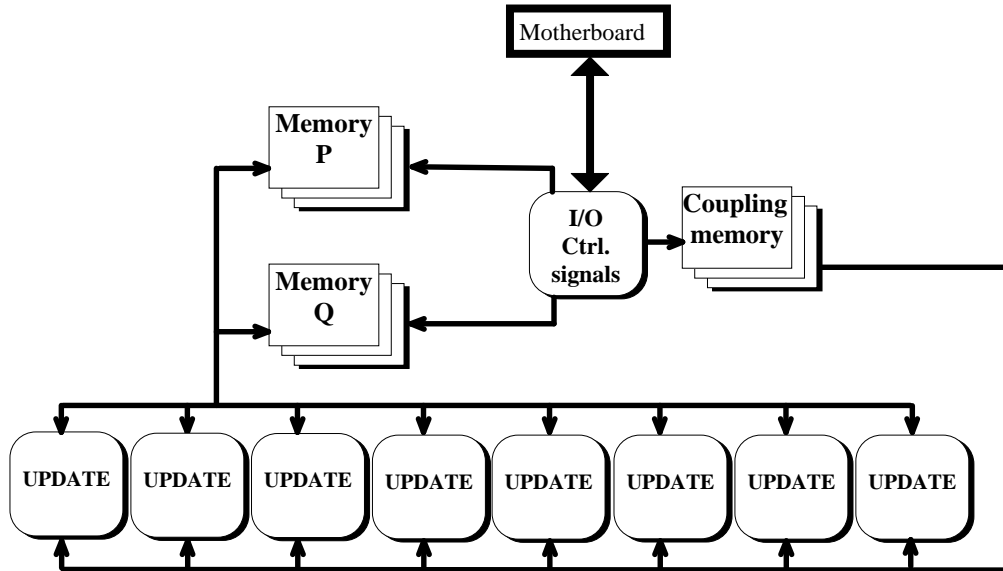 Motherboard
Memory
P
I/O
Ctrl.
signals
Coupling
memory
Memory
Q
UPDATE
UPDATE
UPDATE
UPDATE
UPDATE
UPDATE
UPDATE
UPDATE